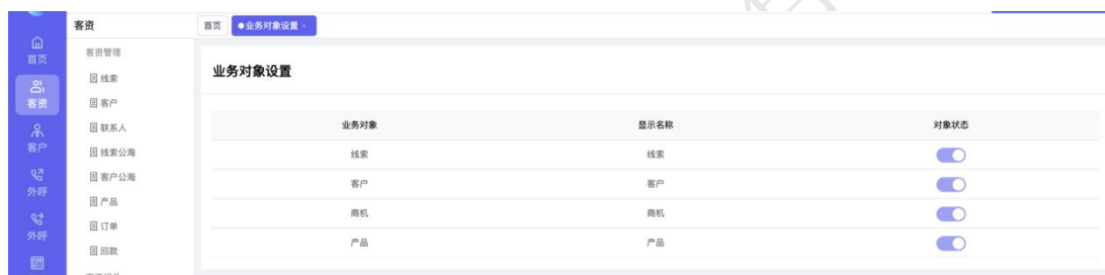 客资
首页
●业务对象设置
首页
客资
客户
外呼
外呼
客资管理
线索
客户
联系人
线索公海
客户公海
产品
订单
回款
业务对象设置
业务对象 显示名称 对象状态
线索 线索
客户 客户
商机 商机
产品 产品